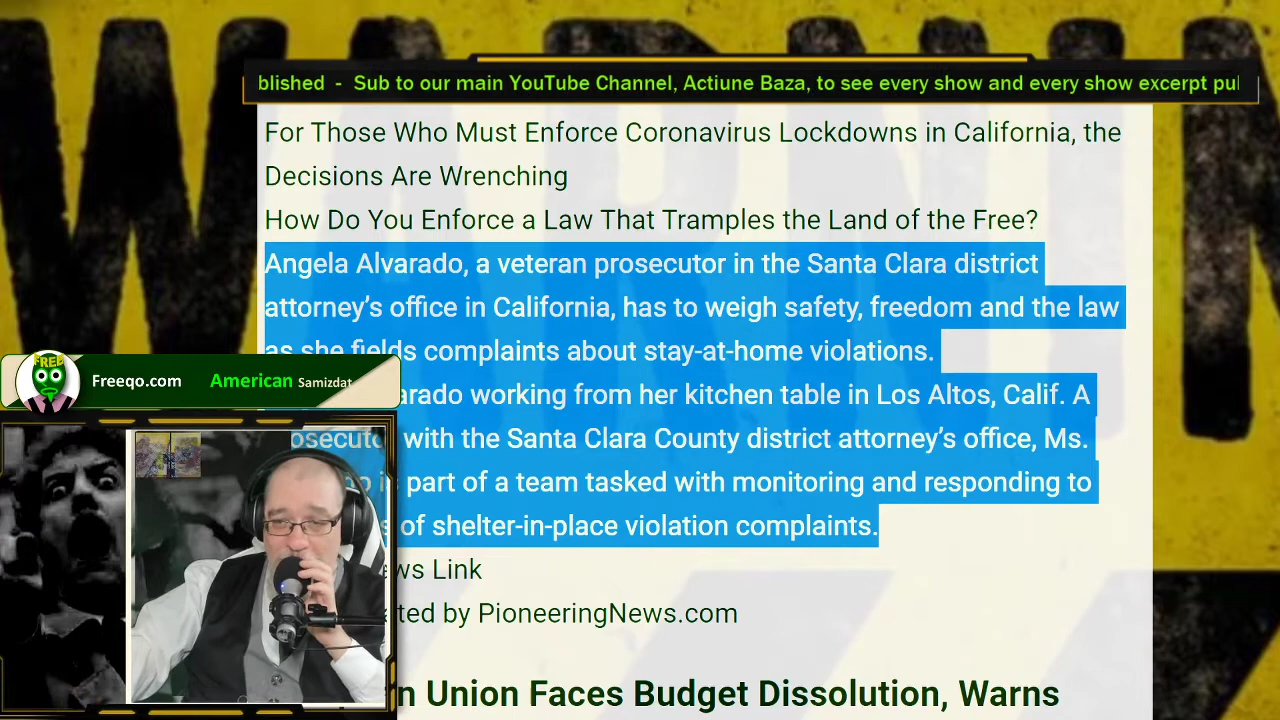 blished - Sub to our main YouTube Channel, Actiune Baza, to see every show and every show excerpt pul
For Those Who Must Enforce Coronavirus Lockdowns in California, the
Decisions Are Wrenching
How Do You Enforce a Law That Tramples the Land of the Free?
Angela Alvarado, a veteran prosecutor in the Santa Clara district
attorney's office in California, has to weigh safety, freedom and the law
as she fields complaints about stay-at-home violations.
arado working from her kitchen table in Los Altos, Calif. A
osecutor with the Santa Clara County district attorney's office, Ms.
part of a team tasked with monitoring and responding to
of shelter-in-place violation complaints.
ws Link
ted by PioneeringNews.com
n Union Faces Budget Dissolution, Warns
FREE
Freeqo.com American Samizdat
WARNIN